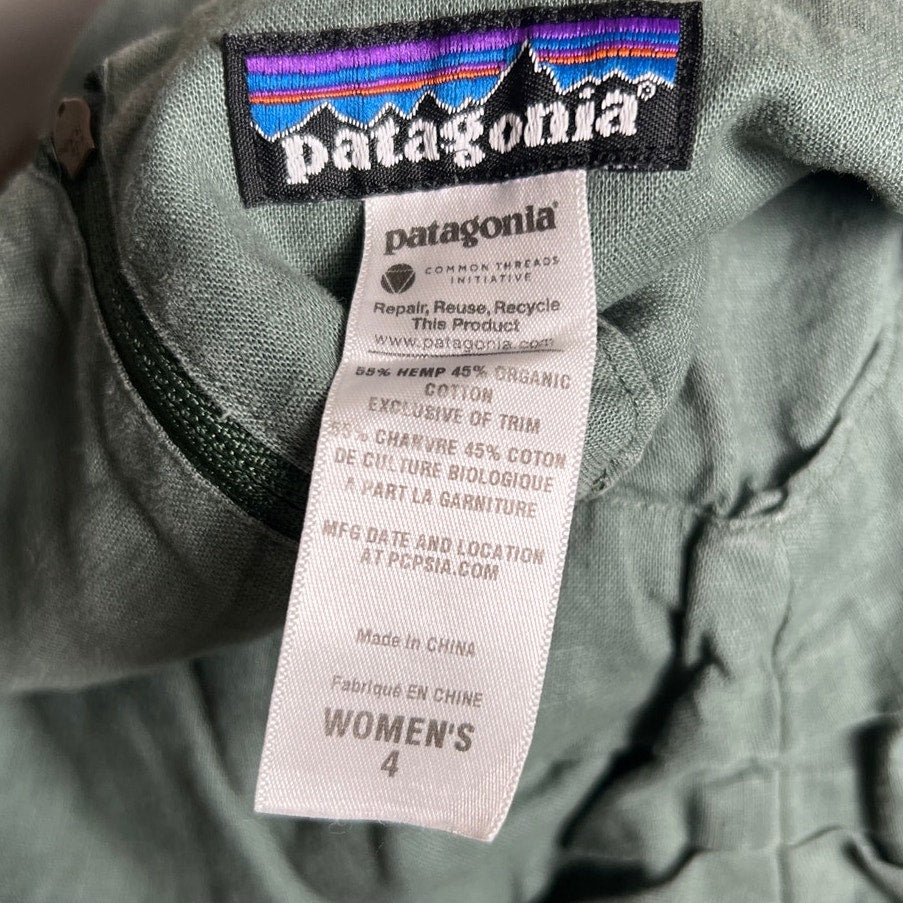 patagonia®
patagonia®
COMMON THREADS
INITIATIVE
Repair, Reuse, Recycle
This Product
www.patagonia.com
55% HEMP 45% ORGANIC
COTTON
EXCLUSIVE OF TRIM
55% CHANVRE 45% COTON
DE CULTURE BIOLOGIQUE
A PART LA GARNITURE
MFG DATE AND LOCATION
AT PCPSIA.COM
Made in CHINA
Fabriqué EN CHINE
WOMEN'S
4